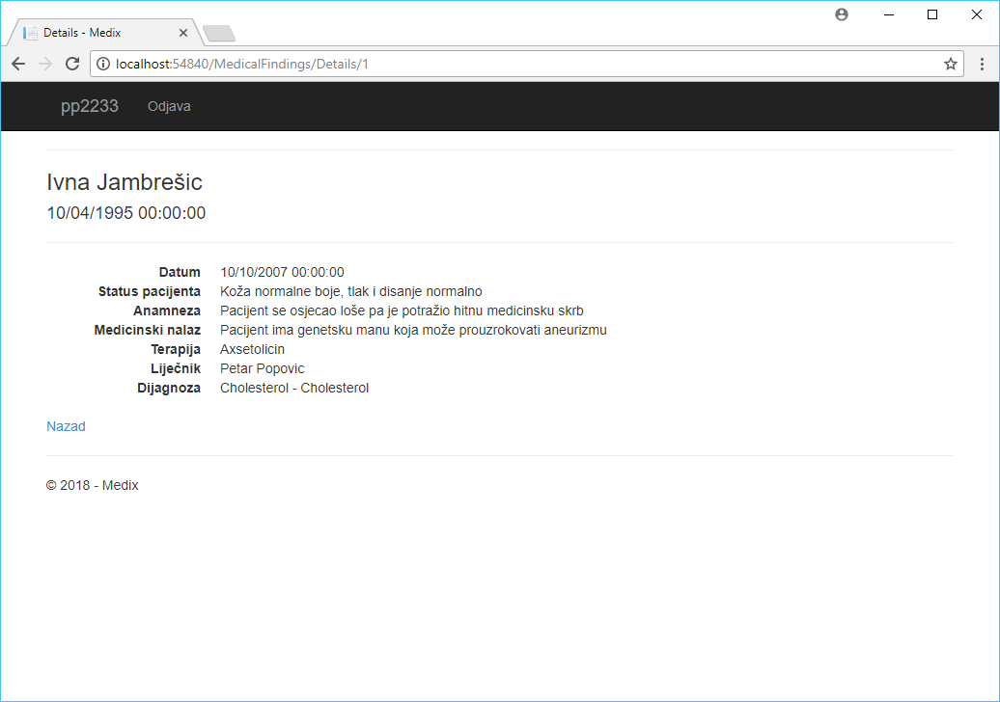 Details - Medix
localhost:54840/MedicalFindings/Details/1
pp2233 Odjava
Ivna Jambrešic
10/04/1995 00:00:00
Datum 10/10/2007 00:00:00
Status pacijenta Koža normalne boje, tlak i disanje normalno
Anamneza Pacijent se osjecao loše pa je potražio hitnu medicinsku skrb
Medicinski nalaz Pacijent ima genetsku manu koja može prouzrokovati aneurizmu
Terapija Axsetolicin
Liječnik Petar Popovic
Dijagnoza Cholesterol - Cholesterol
Nazad
© 2018 - Medix